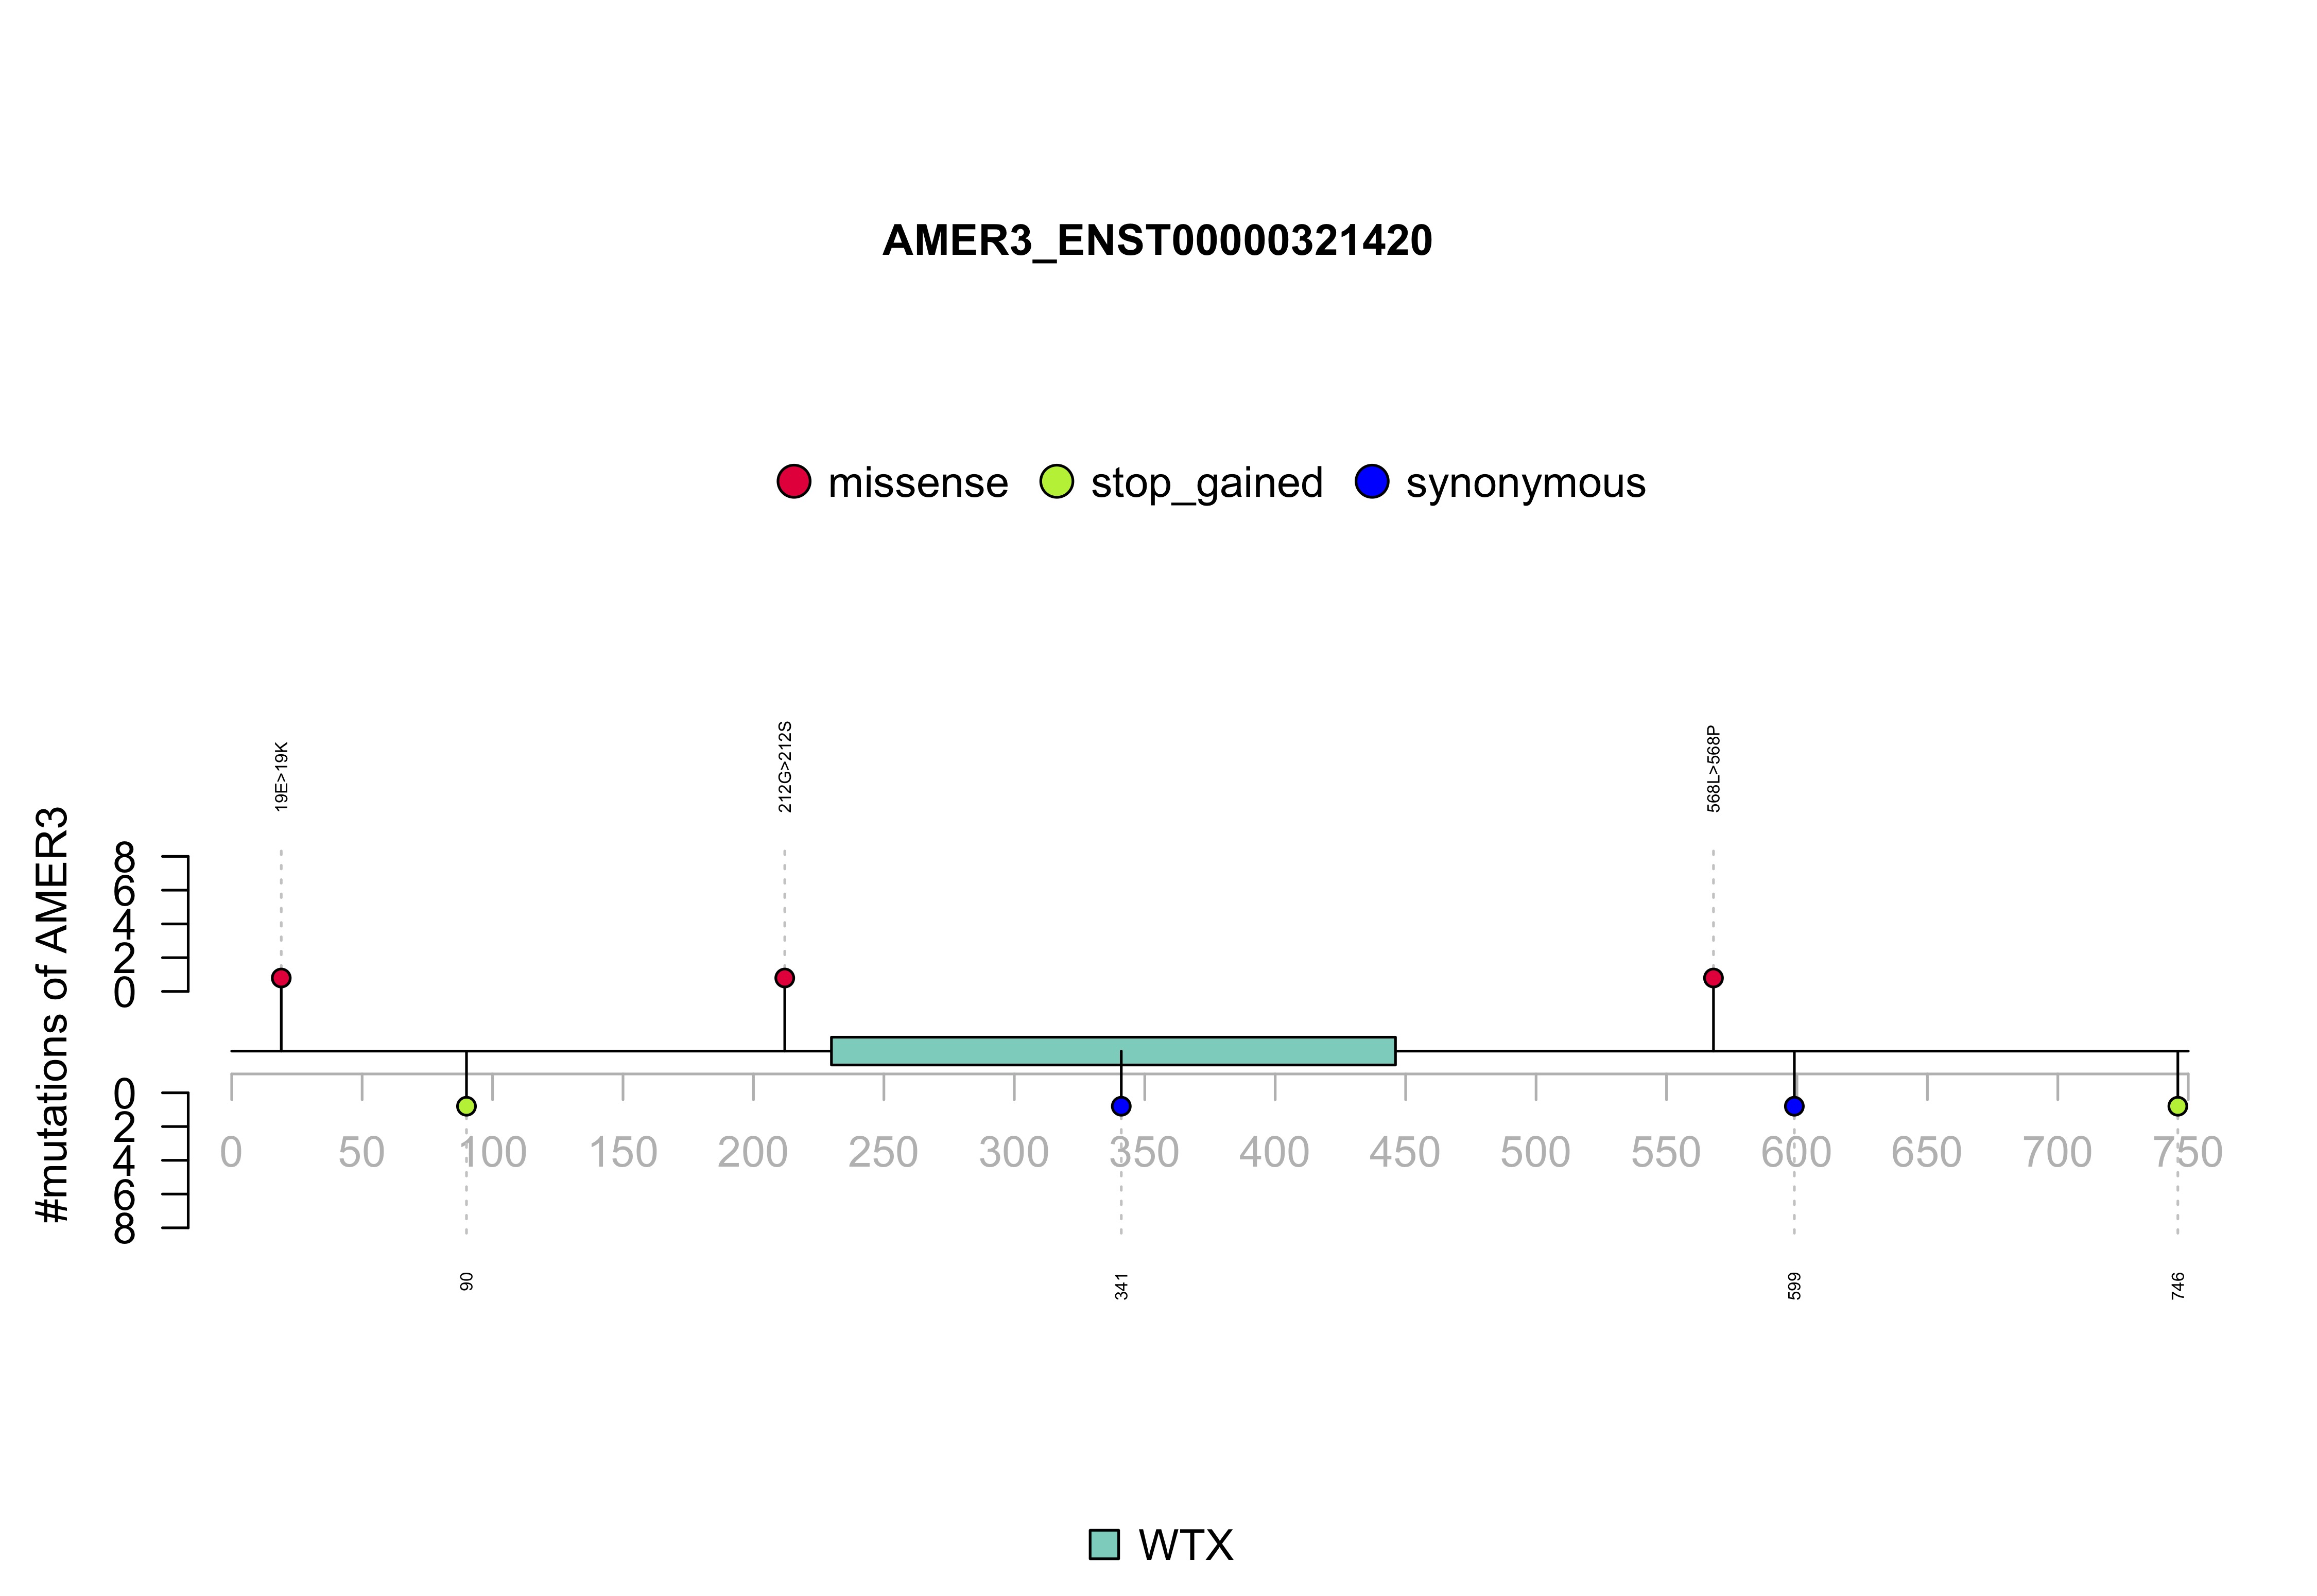 AMER3_ENST00000321420
missense stop_gained synonymous
19E>19K 212G>212S 568L>568P
#mutations of AMER3
8
6
4
2
0
0
2
4
6
8
0 50 100 150 200 250 300 350 400 450 500 550 600 650 700 750
90 341 599 746
WTX